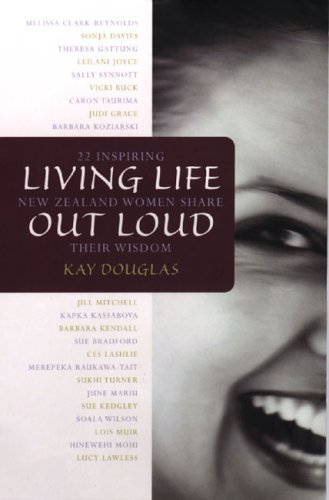 MELISSA CLARK-REYNOLDS
SONJA DAVIES
THERESA GATTUNG
LEILANI JOYCE
SALLY SYNNOTT
VICKI BUCK
CARON TAURIMA
JUDI GRACE
BARBARA KOZIARSKI
22 INSPIRING
LIVING LIFE
NEW ZEALAND WOMEN SHARE
OUT LOUD
THEIR WISDOM
KAY DOUGLAS
JILL MITCHELL
KAPKA KASSABOVA
BARBARA KENDALL
SUE BRADFORD
CES LASHLIE
MEREPEKA RAUKAWA-TAIT
SUKHI TURNER
JUNE MARIU
SUE KEDGLEY
SOALA WILSON
LOIS MUIR
HINEWEHI MOHI
LUCY LAWLESS